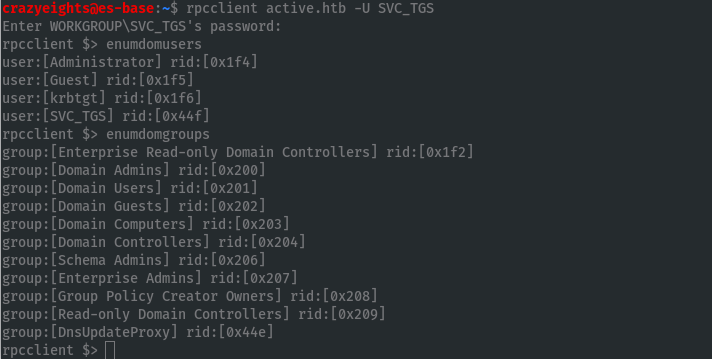 crazyeights@es-base:~$ rpcclient active.htb -U SVC_TGS
Enter WORKGROUP\SVC_TGS's password:
rpcclient $> enumdomusers
user:[Administrator] rid:[0x1f4]
user:[Guest] rid:[0x1f5]
user:[krbtgt] rid:[0x1f6]
user:[SVC_TGS] rid:[0x44f]
rpcclient $> enumdomgroups
group:[Enterprise Read-only Domain Controllers] rid:[0x1f2]
group:[Domain Admins] rid:[0x200]
group:[Domain Users] rid:[0x201]
group:[Domain Guests] rid:[0x202]
group:[Domain Computers] rid:[0x203]
group:[Domain Controllers] rid:[0x204]
group:[Schema Admins] rid:[0x206]
group:[Enterprise Admins] rid:[0x207]
group:[Group Policy Creator Owners] rid:[0x208]
group:[Read-only Domain Controllers] rid:[0x209]
group:[DnsUpdateProxy] rid:[0x44e]
rpcclient $>